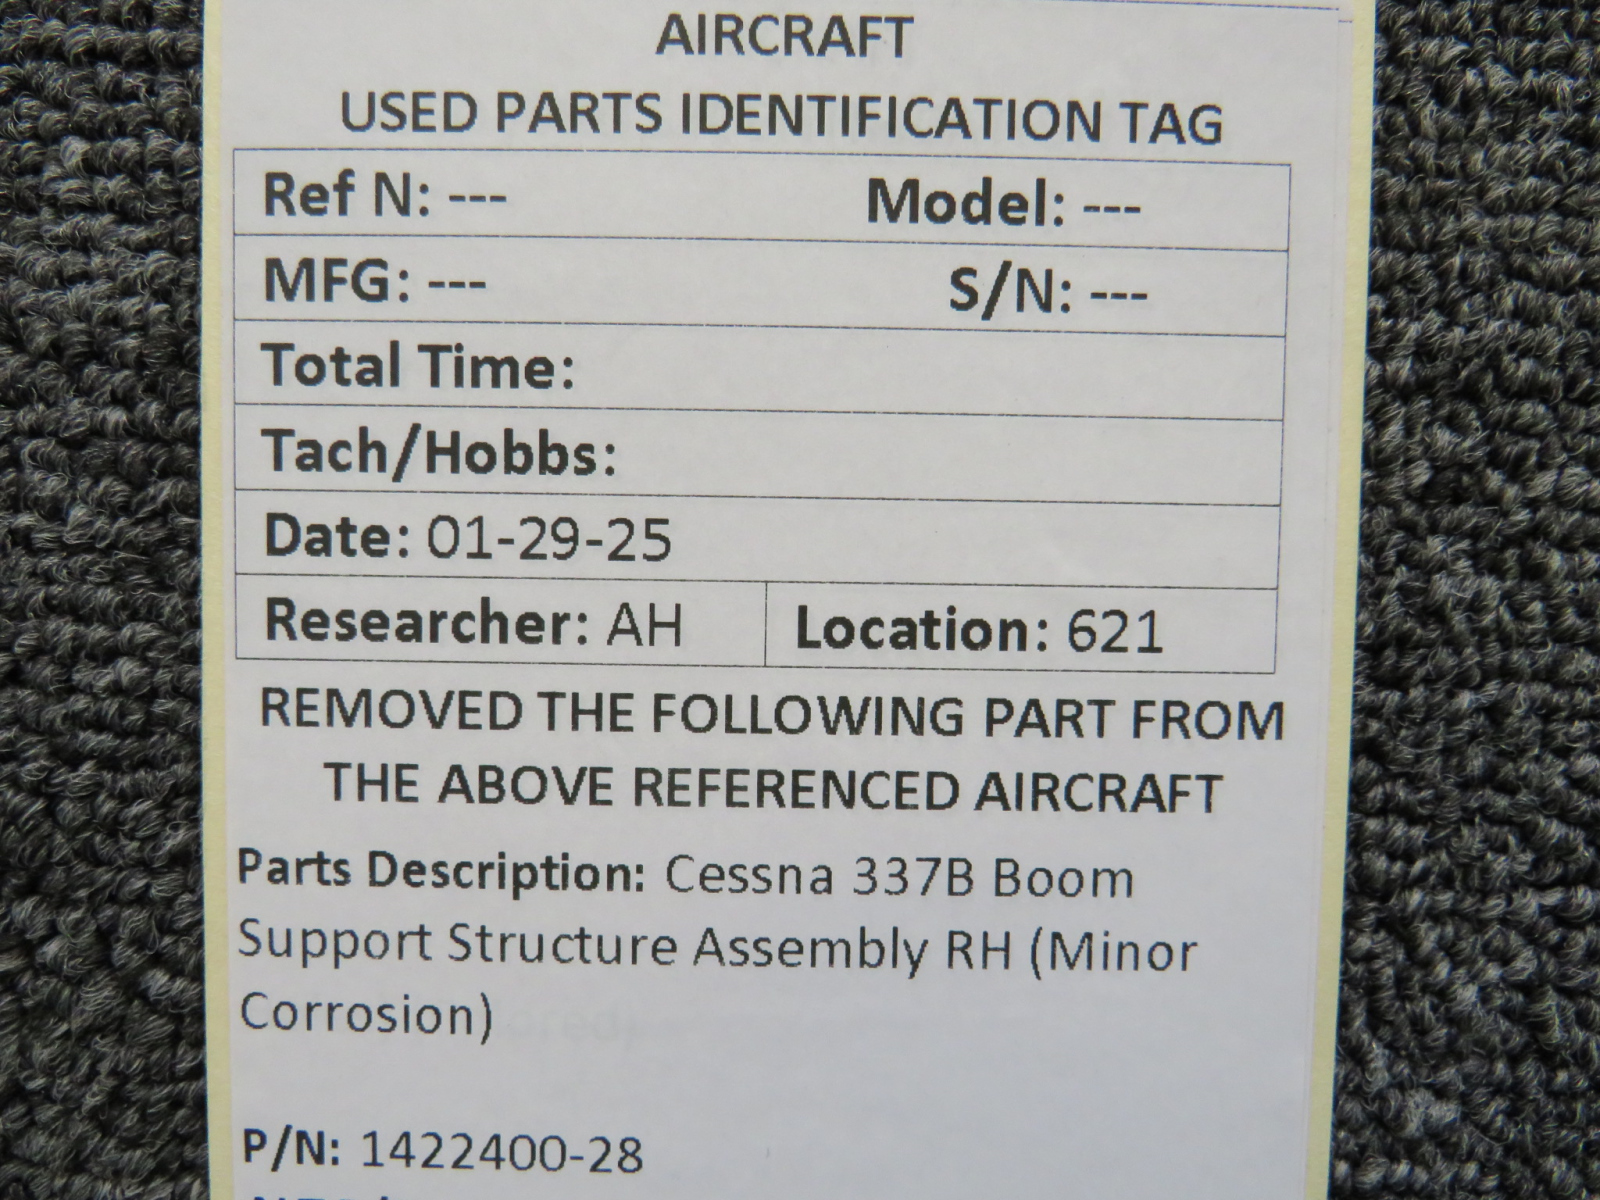 AIRCRAFT
USED PARTS IDENTIFICATION TAG
Ref N: --- Model: ---
MFG: --- S/N: ---
Total Time:
Tach/Hobbs:
Date: 01-29-25
Researcher: AH Location: 621
REMOVED THE FOLLOWING PART FROM
THE ABOVE REFERENCED AIRCRAFT
Parts Description: Cessna 337B Boom
Support Structure Assembly RH (Minor
Corrosion)
P/N: 1422400-28